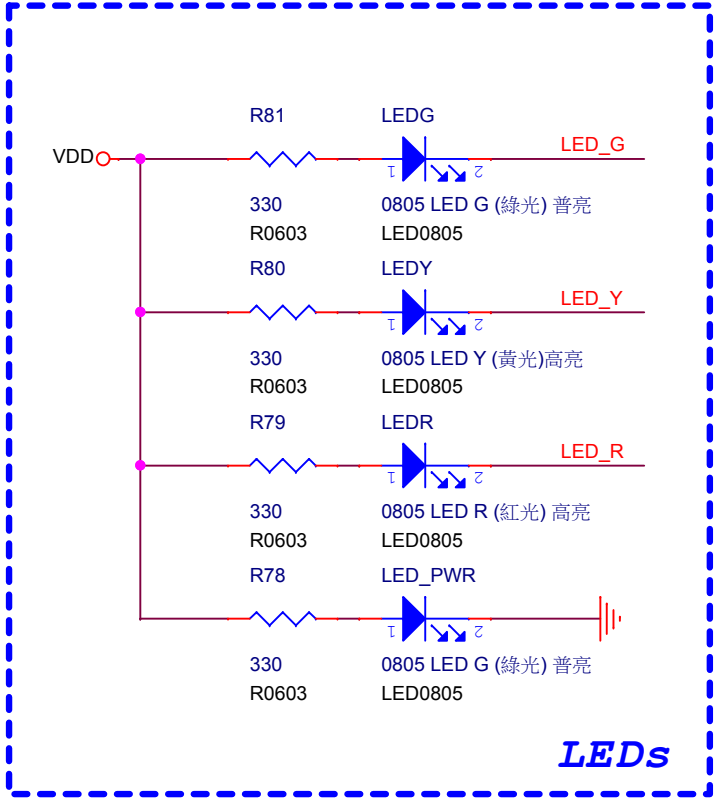 R81 LEDG
VDD LED_G
1 2
330 0805 LED G (綠光) 普亮
R0603 LED0805
R80 LEDY
LED_Y
1 2
330 0805 LED Y (黃光)高亮
R0603 LED0805
R79 LEDR
LED_R
1 2
330 0805 LED R (紅光) 高亮
R0603 LED0805
R78 LED_PWR
1 2
330 0805 LED G (綠光) 普亮
R0603 LED0805
LEDs